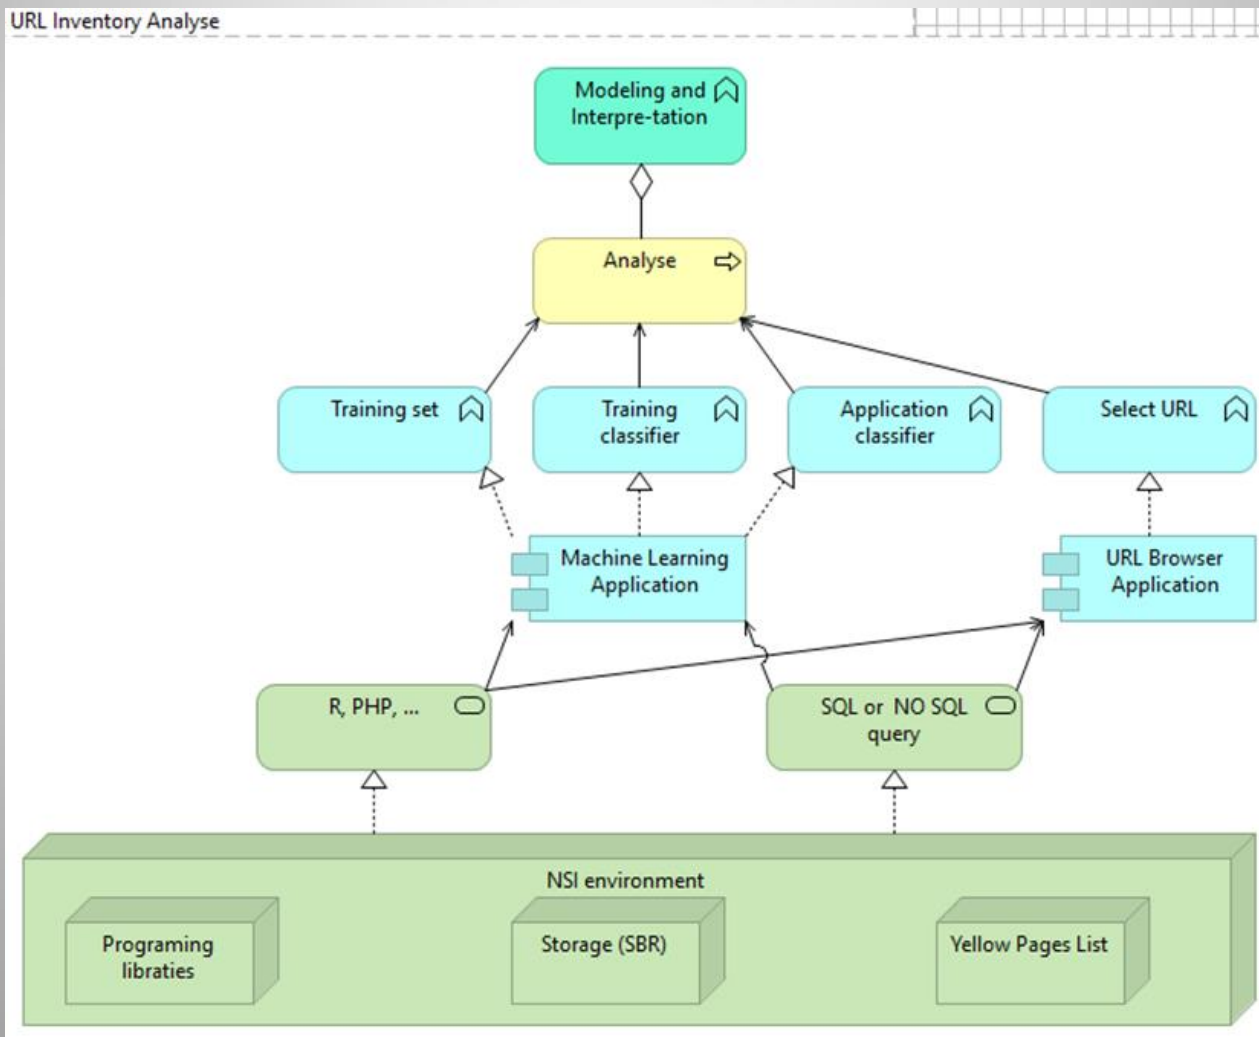 URL Inventory Analyse
Modeling and
Interpre-tation
Analyse
Training set
Training
classifier
Application
classifier
Select URL
Machine Learning
Application
URL Browser
Application
R, PHP, ...
SQL or NO SQL
query
NSI environment
Programing
libraties
Storage (SBR)
Yellow Pages List